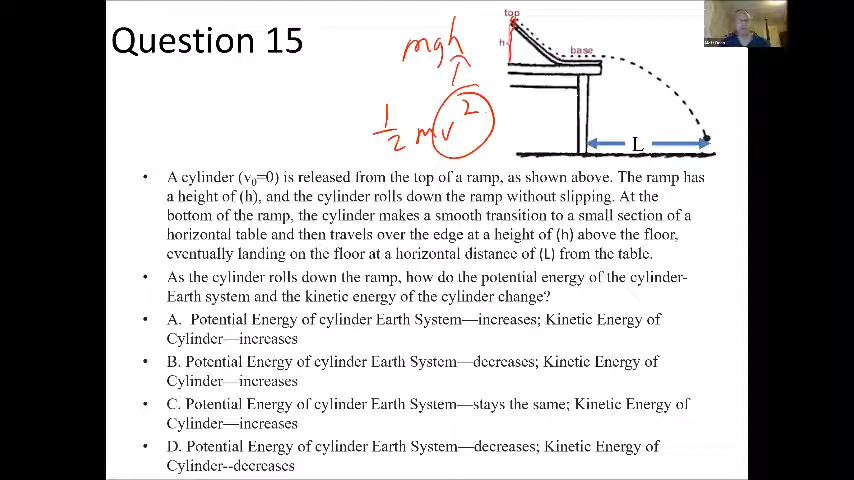 Question 15
mgh
1/2 mv²
top
h
base
L
• A cylinder (v₀=0) is released from the top of a ramp, as shown above. The ramp has
a height of (h), and the cylinder rolls down the ramp without slipping. At the
bottom of the ramp, the cylinder makes a smooth transition to a small section of a
horizontal table and then travels over the edge at a height of (h) above the floor,
eventually landing on the floor at a horizontal distance of (L) from the table.
• As the cylinder rolls down the ramp, how do the potential energy of the cylinder-
Earth system and the kinetic energy of the cylinder change?
• A. Potential Energy of cylinder Earth System—increases; Kinetic Energy of
Cylinder—increases
• B. Potential Energy of cylinder Earth System—decreases; Kinetic Energy of
Cylinder—increases
• C. Potential Energy of cylinder Earth System—stays the same; Kinetic Energy of
Cylinder—increases
• D. Potential Energy of cylinder Earth System—decreases; Kinetic Energy of
Cylinder--decreases